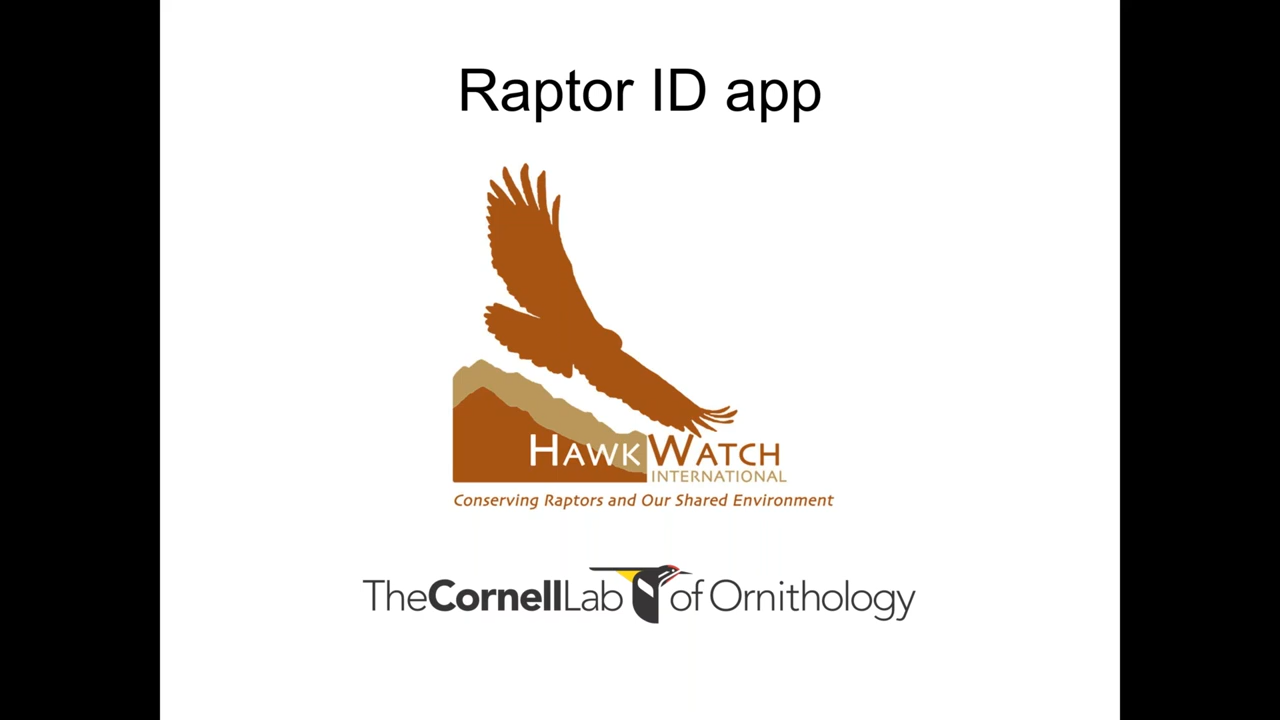 Raptor ID app
HAWKWATCH
INTERNATIONAL
Conserving Raptors and Our Shared Environment
TheCornellLab of Ornithology